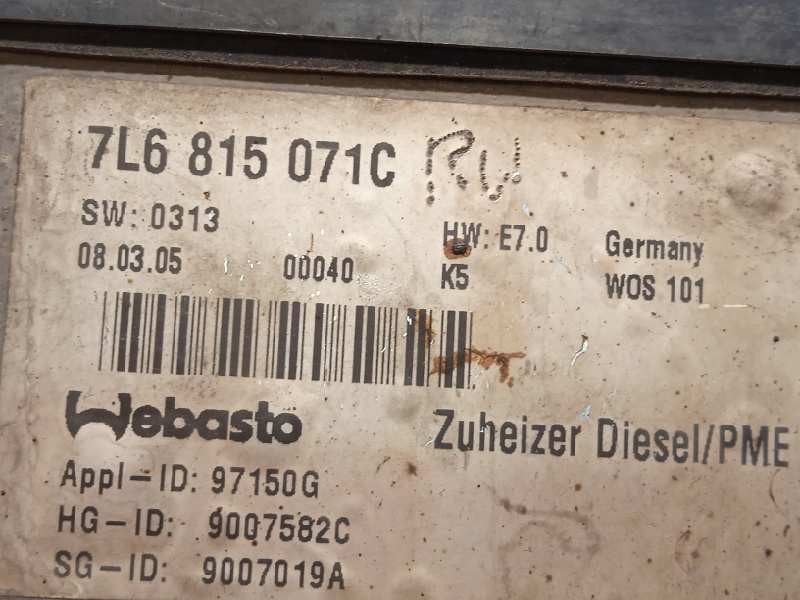 7L6 815 071C
SW: 0313
HW: E7.0
Germany
08.03.05
00040
K5
WOS 101
Webasto
Zuheizer Diesel/PME
Appl-ID: 97150G
HG-ID: 9007582C
SG-ID: 9007019A